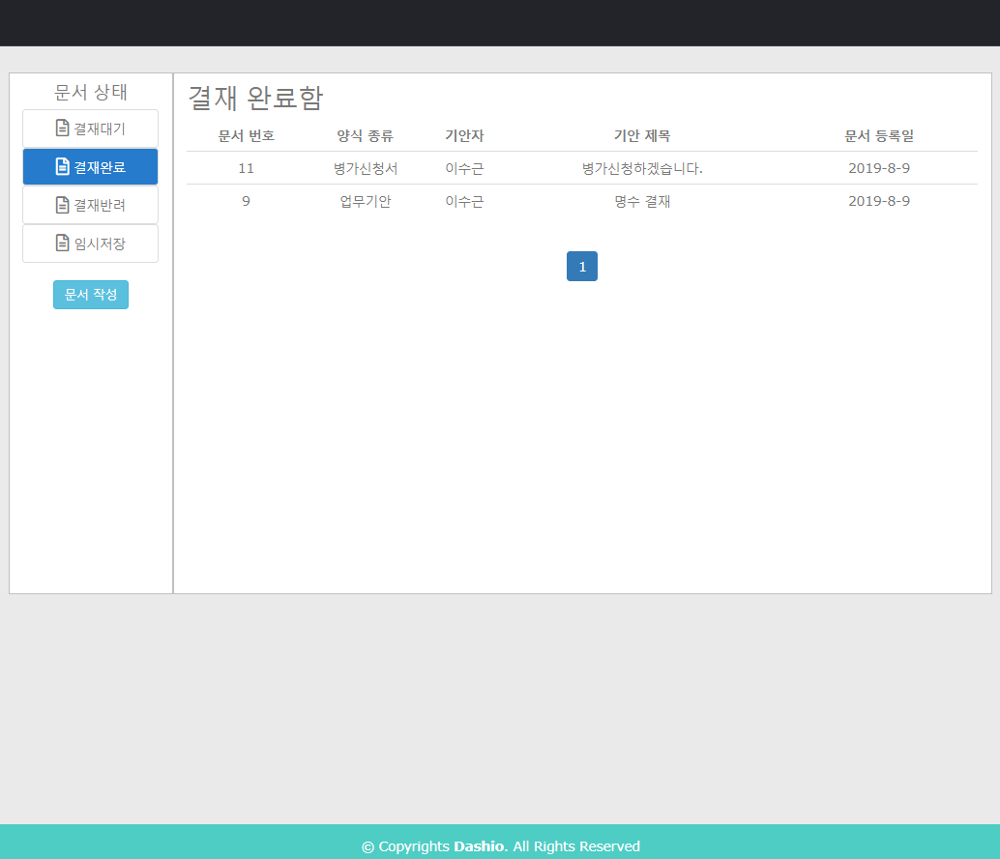 문서 상태
결재대기
결재완료
결재반려
임시저장
문서 작성
결재 완료함
문서 번호 양식 종류 기안자 기안 제목 문서 등록일
11 병가신청서 이수근 병가신청하겠습니다. 2019-8-9
9 업무기안 이수근 명수 결재 2019-8-9
1
© Copyrights Dashio. All Rights Reserved